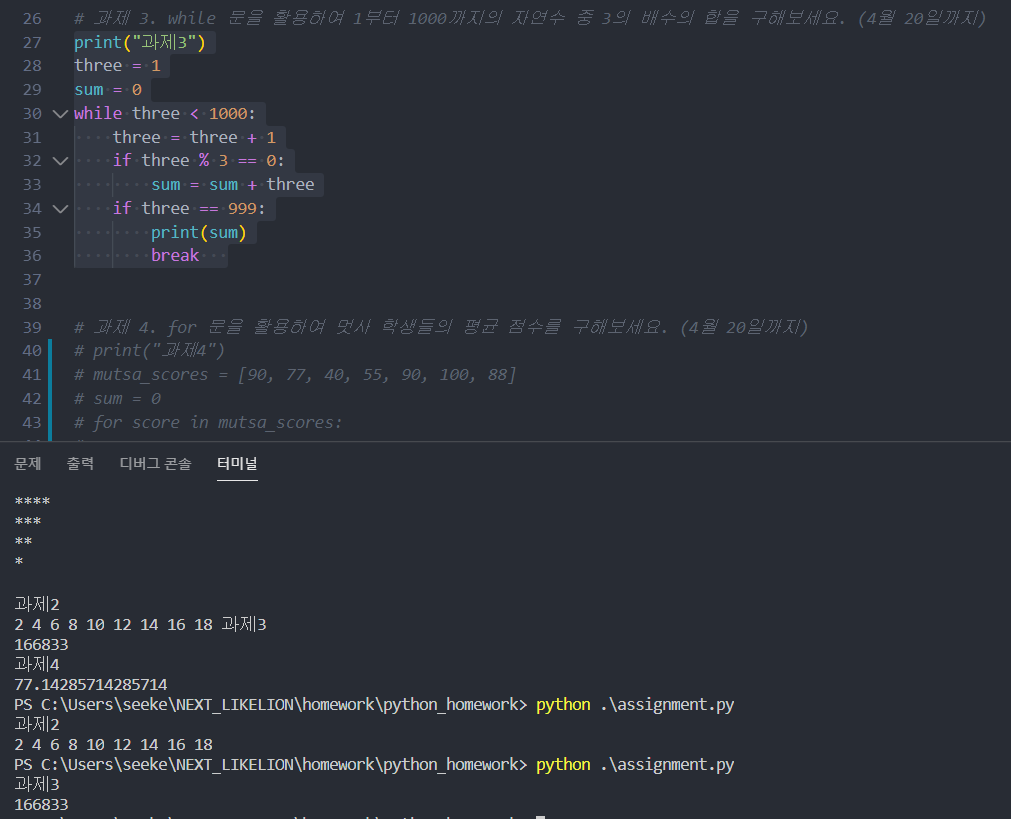 26 # 과제 3. while 문을 활용하여 1부터 1000까지의 자연수 중 3의 배수의 합을 구해보세요. (4월 20일까지)
27 print("과제3")
28 three = 1
29 sum = 0
30 while three < 1000:
31 three = three + 1
32 if three % 3 == 0:
33 sum = sum + three
34 if three == 999:
35 print(sum)
36 break
37
38
39 # 과제 4. for 문을 활용하여 멋사 학생들의 평균 점수를 구해보세요. (4월 20일까지)
40 # print("과제4")
41 # mutsa_scores = [90, 77, 40, 55, 90, 100, 88]
42 # sum = 0
43 # for score in mutsa_scores:
문제 출력 디버그 콘솔 터미널
****
***
**
*
과제2
2 4 6 8 10 12 14 16 18 과제3
166833
과제4
77.14285714285714
PS C:\Users\seeke\NEXT_LIKELION\homework\python_homework> python .\assignment.py
과제2
2 4 6 8 10 12 14 16 18
PS C:\Users\seeke\NEXT_LIKELION\homework\python_homework> python .\assignment.py
과제3
166833